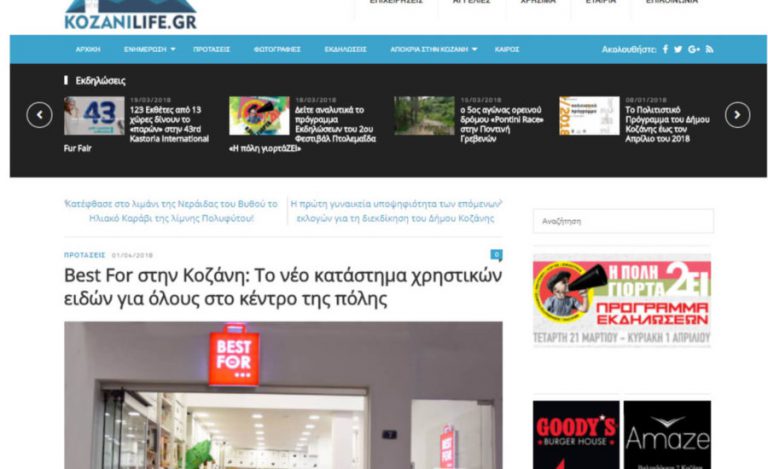 ΕΠΙΧΕΙΡΗΣΕΙΣ ΑΓΓΕΛΙΕΣ ΧΡΗΣΙΜΑ ΕΤΑΙΡΙΑ ΕΠΙΚΟΙΝΩΝΙΑ
KOZANILIFE.GR
ΑΡΧΙΚΗ ΕΝΗΜΕΡΩΣΗ ΠΡΟΤΑΣΕΙΣ ΦΩΤΟΓΡΑΦΙΕΣ ΕΚΔΗΛΩΣΕΙΣ ΑΠΟΚΡΙΑ ΣΤΗΝ ΚΟΖΑΝΗ ΚΑΙΡΟΣ Ακολουθήστε:
Εκδηλώσεις
19/03/2018
123 Εκθέτες από 13
χώρες δίνουν το
«παρών» στην 43rd
Kastoria International
Fur Fair
43
18/03/2018
Δείτε αναλυτικά το
πρόγραμμα
Εκδηλώσεων του 2ου
Φεστιβάλ Πτολεμαΐδα
«Η πόλη γιορτάΖΕΙ»
15/03/2018
ο 5ος αγώνας ορεινού
δρόμου «Pontini Race»
στην Ποντινή
Γρεβενών
08/01/2018
Το Πολιτιστικό
Πρόγραμμα του Δήμου
Κοζάνης έως τον
Απρίλιο του 2018
Κατέφθασε στο λιμάνι της Νεράιδας του Βυθού το
Ηλιακό Καράβι της λίμνης Πολυφύτου!
Η πρώτη γυναικεία υποψηφιότητα των επόμενων
εκλογών για τη διεκδίκηση του Δήμου Κοζάνης
ΠΡΟΤΑΣΕΙΣ 01/04/2018
0
Best For στην Κοζάνη: Το νέο κατάστημα χρηστικών
ειδών για όλους στο κέντρο της πόλης
BEST
FOR
7
Αναζήτηση
Η ΠΟΛΗ
ΓΙΟΡΤΑ2ΕΙ
ΠΡΟΓΡΑΜΜΑ
ΕΚΔΗΛΩΣΕΩΝ
ΤΕΤΑΡΤΗ 21 ΜΑΡΤΙΟΥ - ΚΥΡΙΑΚΗ 1 ΑΠΡΙΛΙΟΥ
GOODY'S
BURGER HOUSE
Amaze